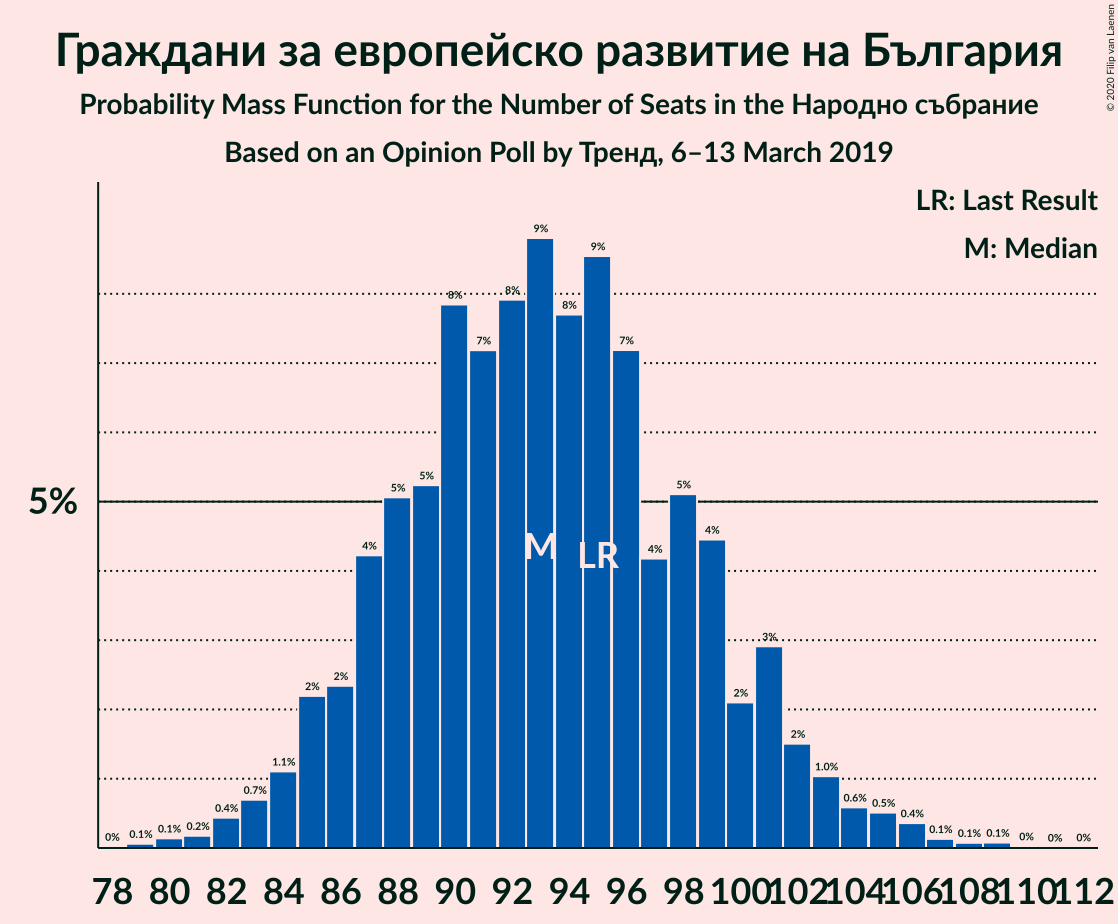 Граждани за европейско развитие на България
Probability Mass Function for the Number of Seats in the Народно събрание
Based on an Opinion Poll by Тренд, 6–13 March 2019
© 2020 Filip van Laenen
LR: Last Result
M: Median
5%
0% 0.1% 0.1% 0.2% 0.4% 0.7% 1.1% 2% 2% 4% 5% 5% 8% 7% 8% 9% 8% 9% 7% 4% 5% 4% 2% 3% 2% 1.0% 0.6% 0.5% 0.4% 0.1% 0.1% 0.1% 0% 0% 0%
M LR
78 80 82 84 86 88 90 92 94 96 98 100 102 104 106 108 110 112